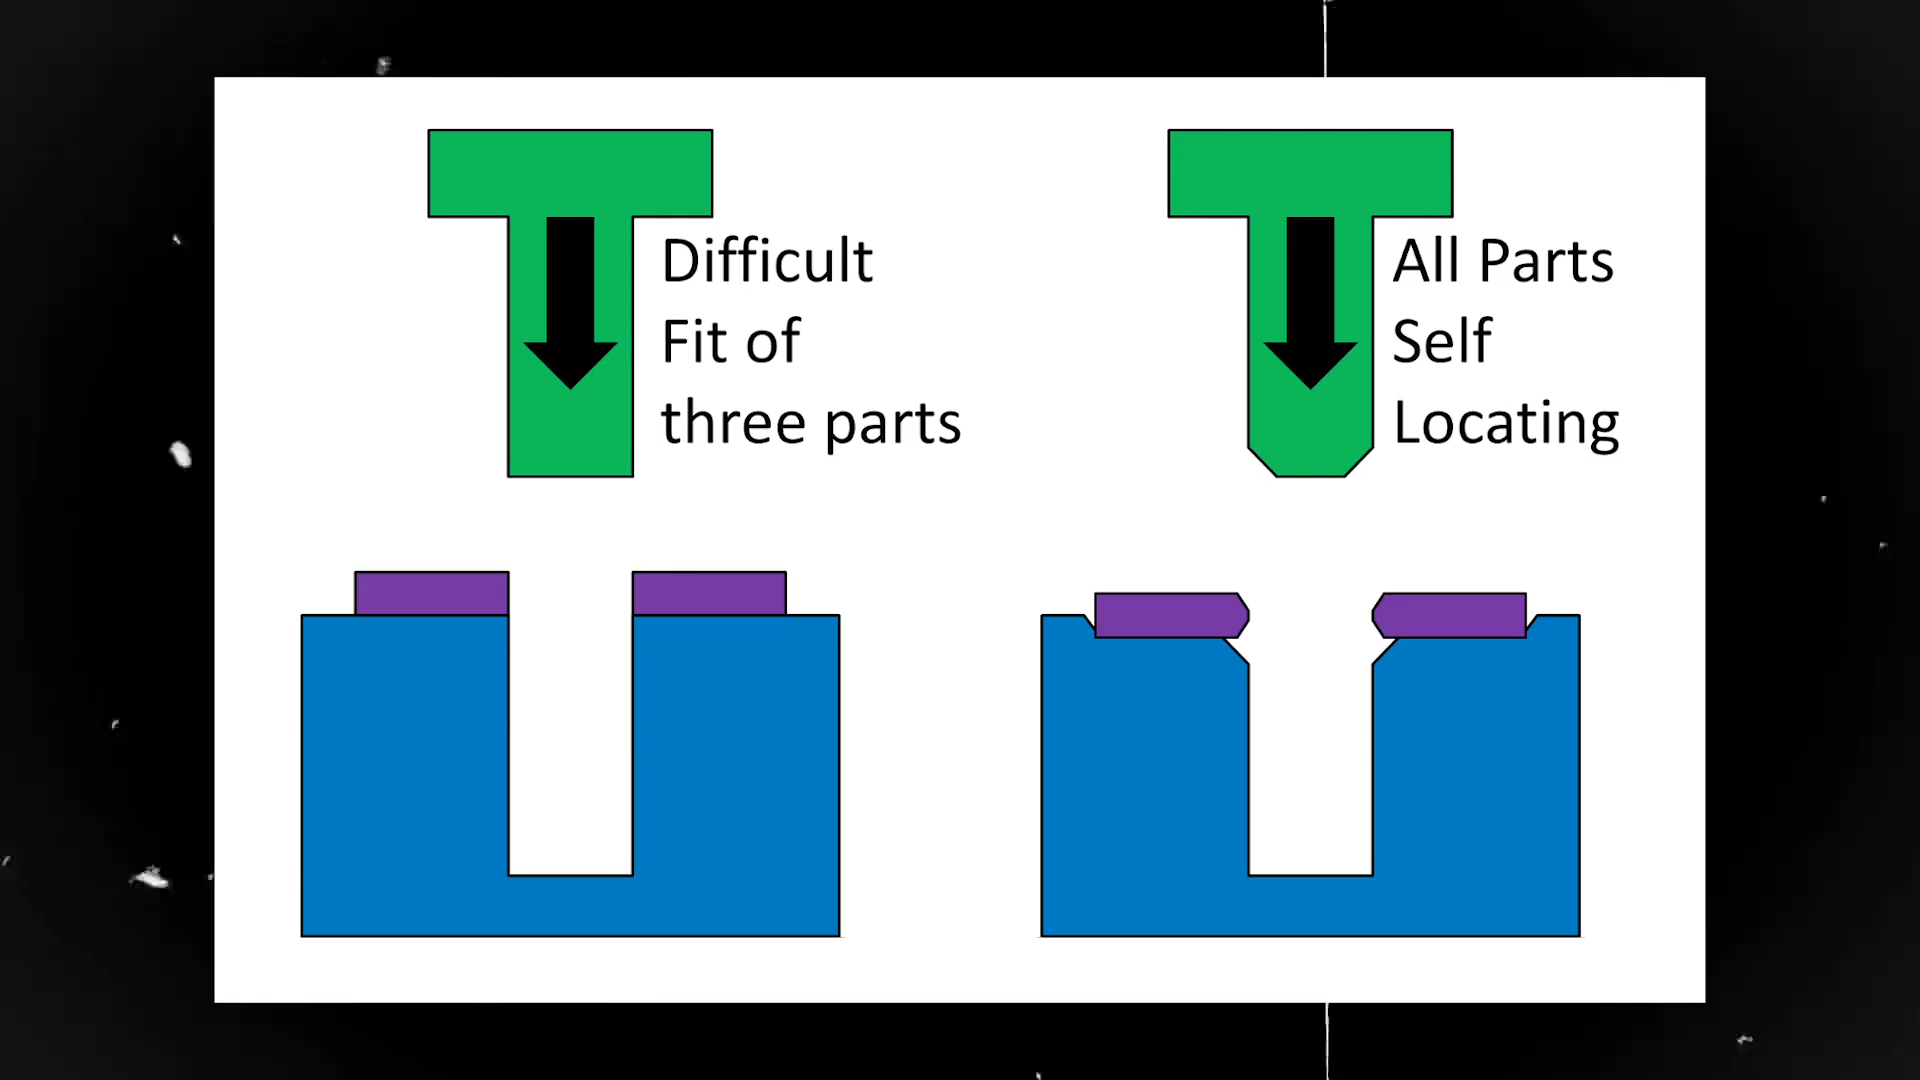 Difficult
Fit of
three parts
All Parts
Self
Locating